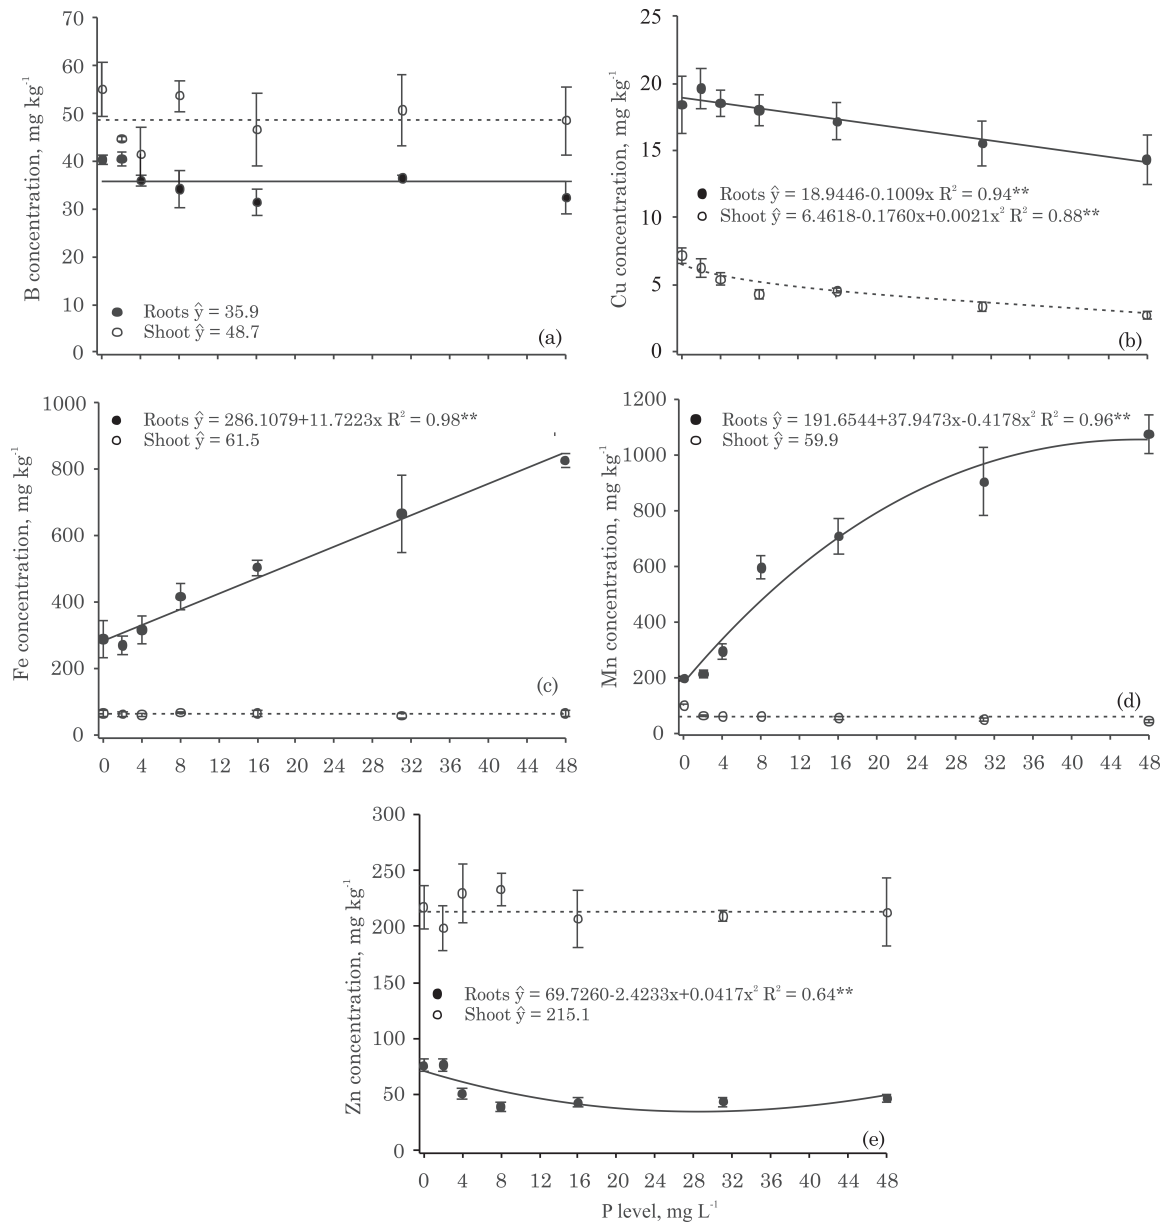 70
60
50
40
30
20
10
0
B concentration, mg kg⁻¹
Roots ŷ = 35.9
Shoot ŷ = 48.7
(a)
25
20
15
10
5
0
Cu concentration, mg kg⁻¹
Roots ŷ = 18.9446-0.1009x R² = 0.94**
Shoot ŷ = 6.4618-0.1760x+0.0021x² R² = 0.88**
(b)
1000
800
600
400
200
0
Fe concentration, mg kg⁻¹
Roots ŷ = 286.1079+11.7223x R² = 0.98**
Shoot ŷ = 61.5
(c)
0 4 8 12 16 20 24 28 32 36 40 44 48
1200
1000
800
600
400
200
0
Mn concentration, mg kg⁻¹
Roots ŷ = 191.6544+37.9473x-0.4178x² R² = 0.96**
Shoot ŷ = 59.9
(d)
0 4 8 12 16 20 24 28 32 36 40 44 48
300
250
200
150
100
50
0
Zn concentration, mg kg⁻¹
Roots ŷ = 69.7260-2.4233x+0.0417x² R² = 0.64**
Shoot ŷ = 215.1
(e)
0 4 8 12 16 20 24 28 32 36 40 44 48
P level, mg L⁻¹